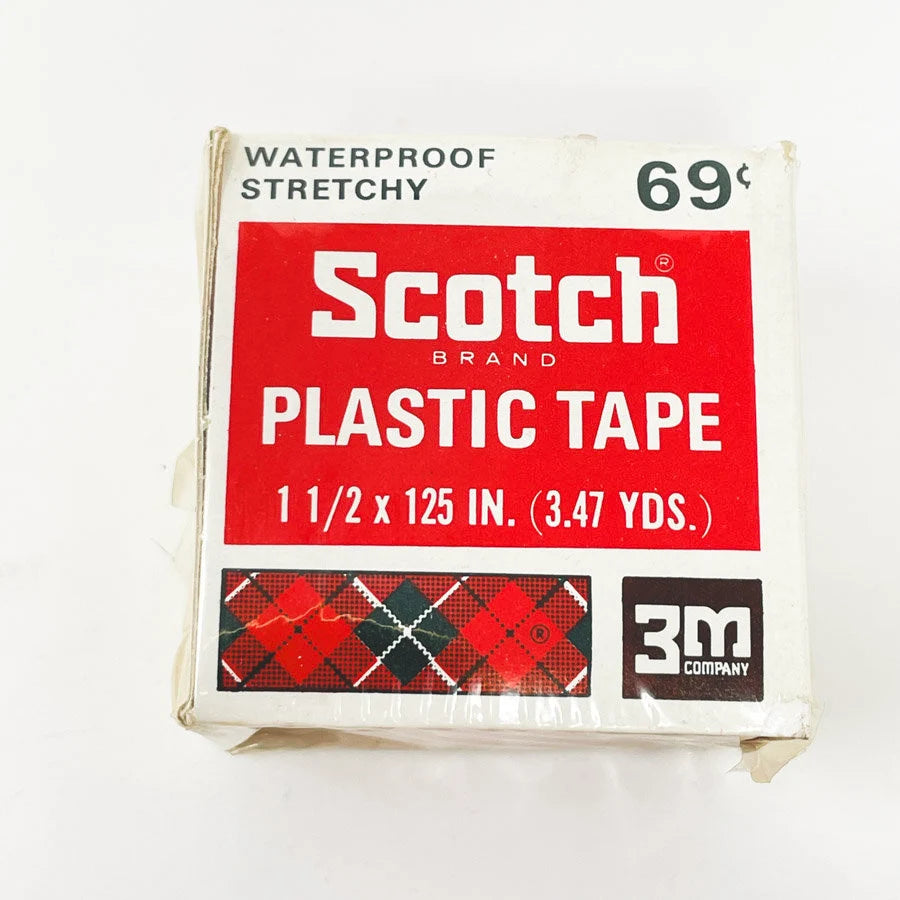 WATERPROOF
STRETCHY
69¢
Scotch®
BRAND
PLASTIC TAPE
1 1/2 x 125 IN. (3.47 YDS.)
®
3M
COMPANY